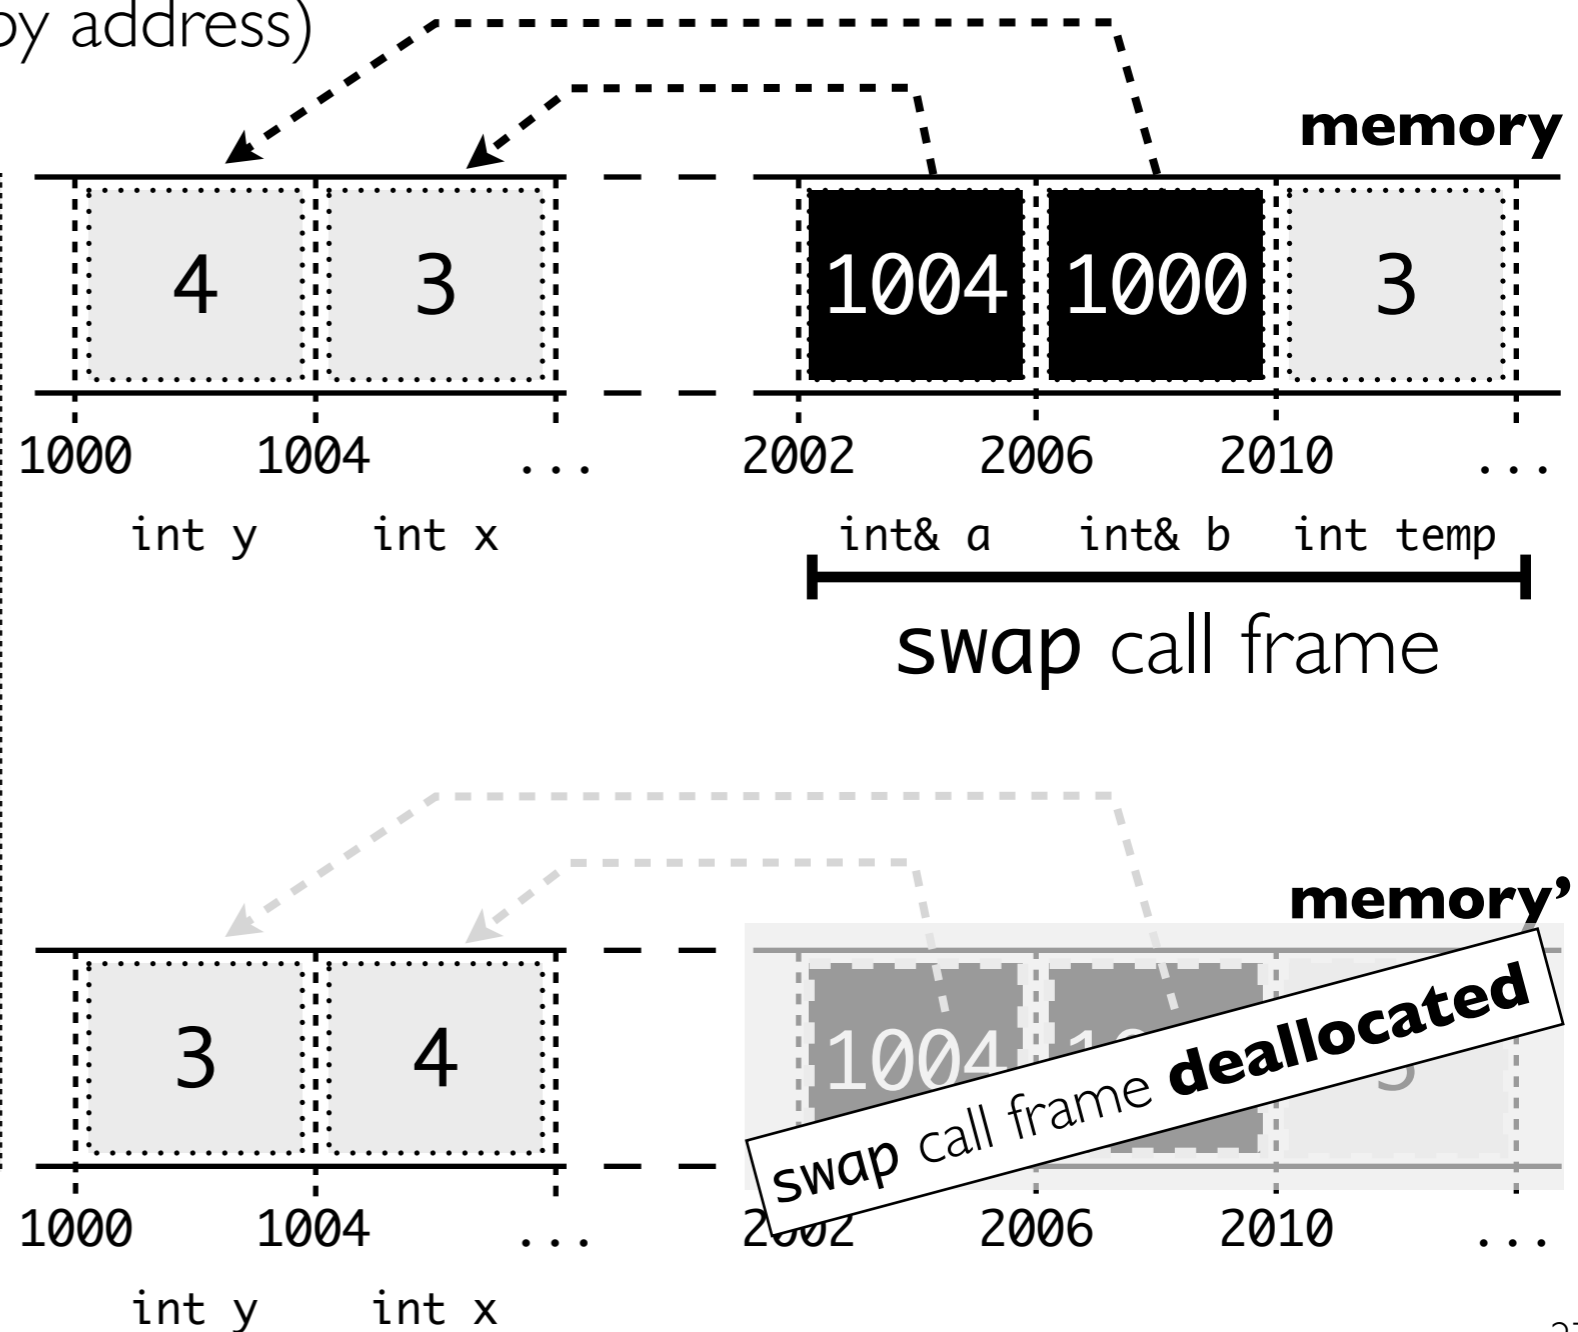 by address)
memory
4 3 1004 1000 3
1000 1004 ... 2002 2006 2010 ...
int y int x int& a int& b int temp
swap call frame
memory’
3 4 1004
swap call frame deallocated
1000 1004 ... 2002 2006 2010 ...
int y int x